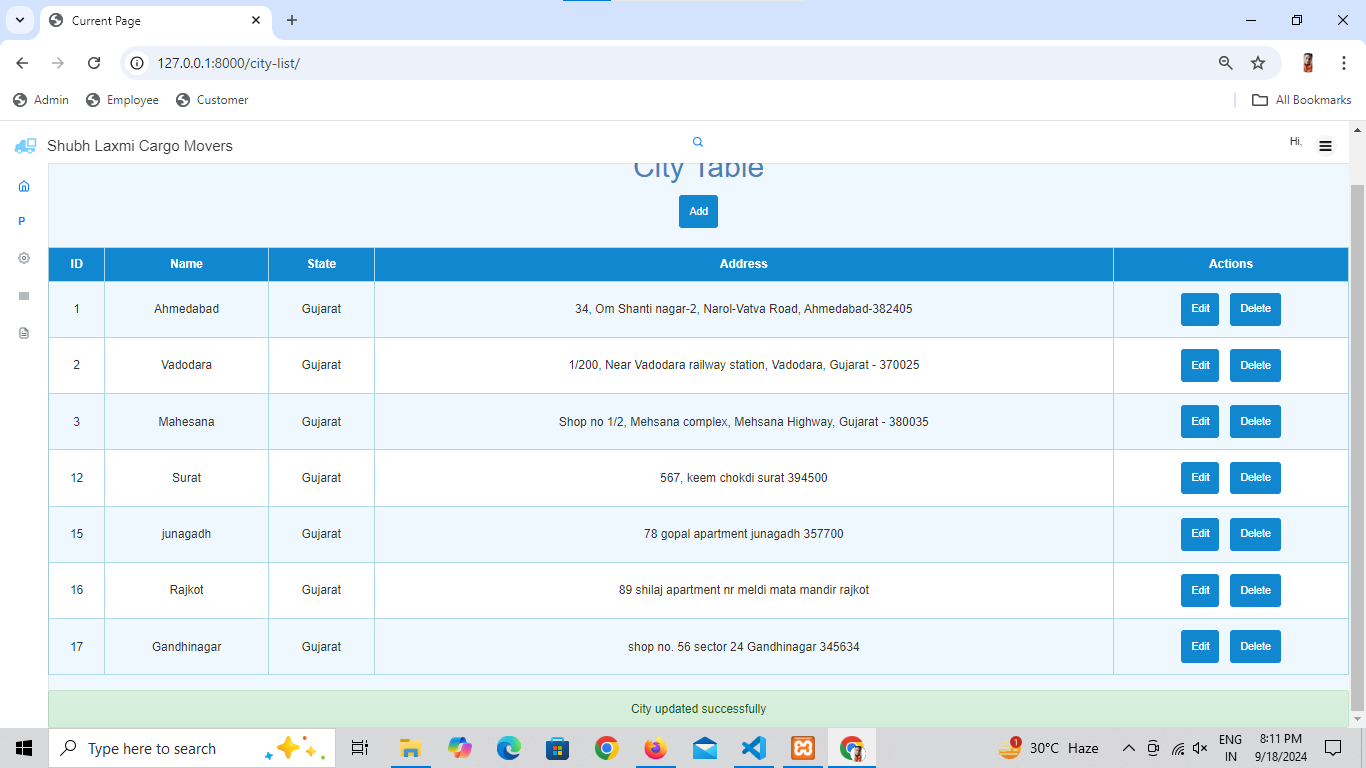 Current Page
127.0.0.1:8000/city-list/
Admin Employee Customer All Bookmarks
Shubh Laxmi Cargo Movers Hi,
City Table
P
Add
ID Name State Address Actions
1 Ahmedabad Gujarat 34, Om Shanti nagar-2, Narol-Vatva Road, Ahmedabad-382405 Edit Delete
2 Vadodara Gujarat 1/200, Near Vadodara railway station, Vadodara, Gujarat - 370025 Edit Delete
3 Mahesana Gujarat Shop no 1/2, Mehsana complex, Mehsana Highway, Gujarat - 380035 Edit Delete
12 Surat Gujarat 567, keem chokdi surat 394500 Edit Delete
15 junagadh Gujarat 78 gopal apartment junagadh 357700 Edit Delete
16 Rajkot Gujarat 89 shilaj apartment nr meldi mata mandir rajkot Edit Delete
17 Gandhinagar Gujarat shop no. 56 sector 24 Gandhinagar 345634 Edit Delete
City updated successfully
Type here to search 1 30°C Haze ENG 8:11 PM
IN 9/18/2024